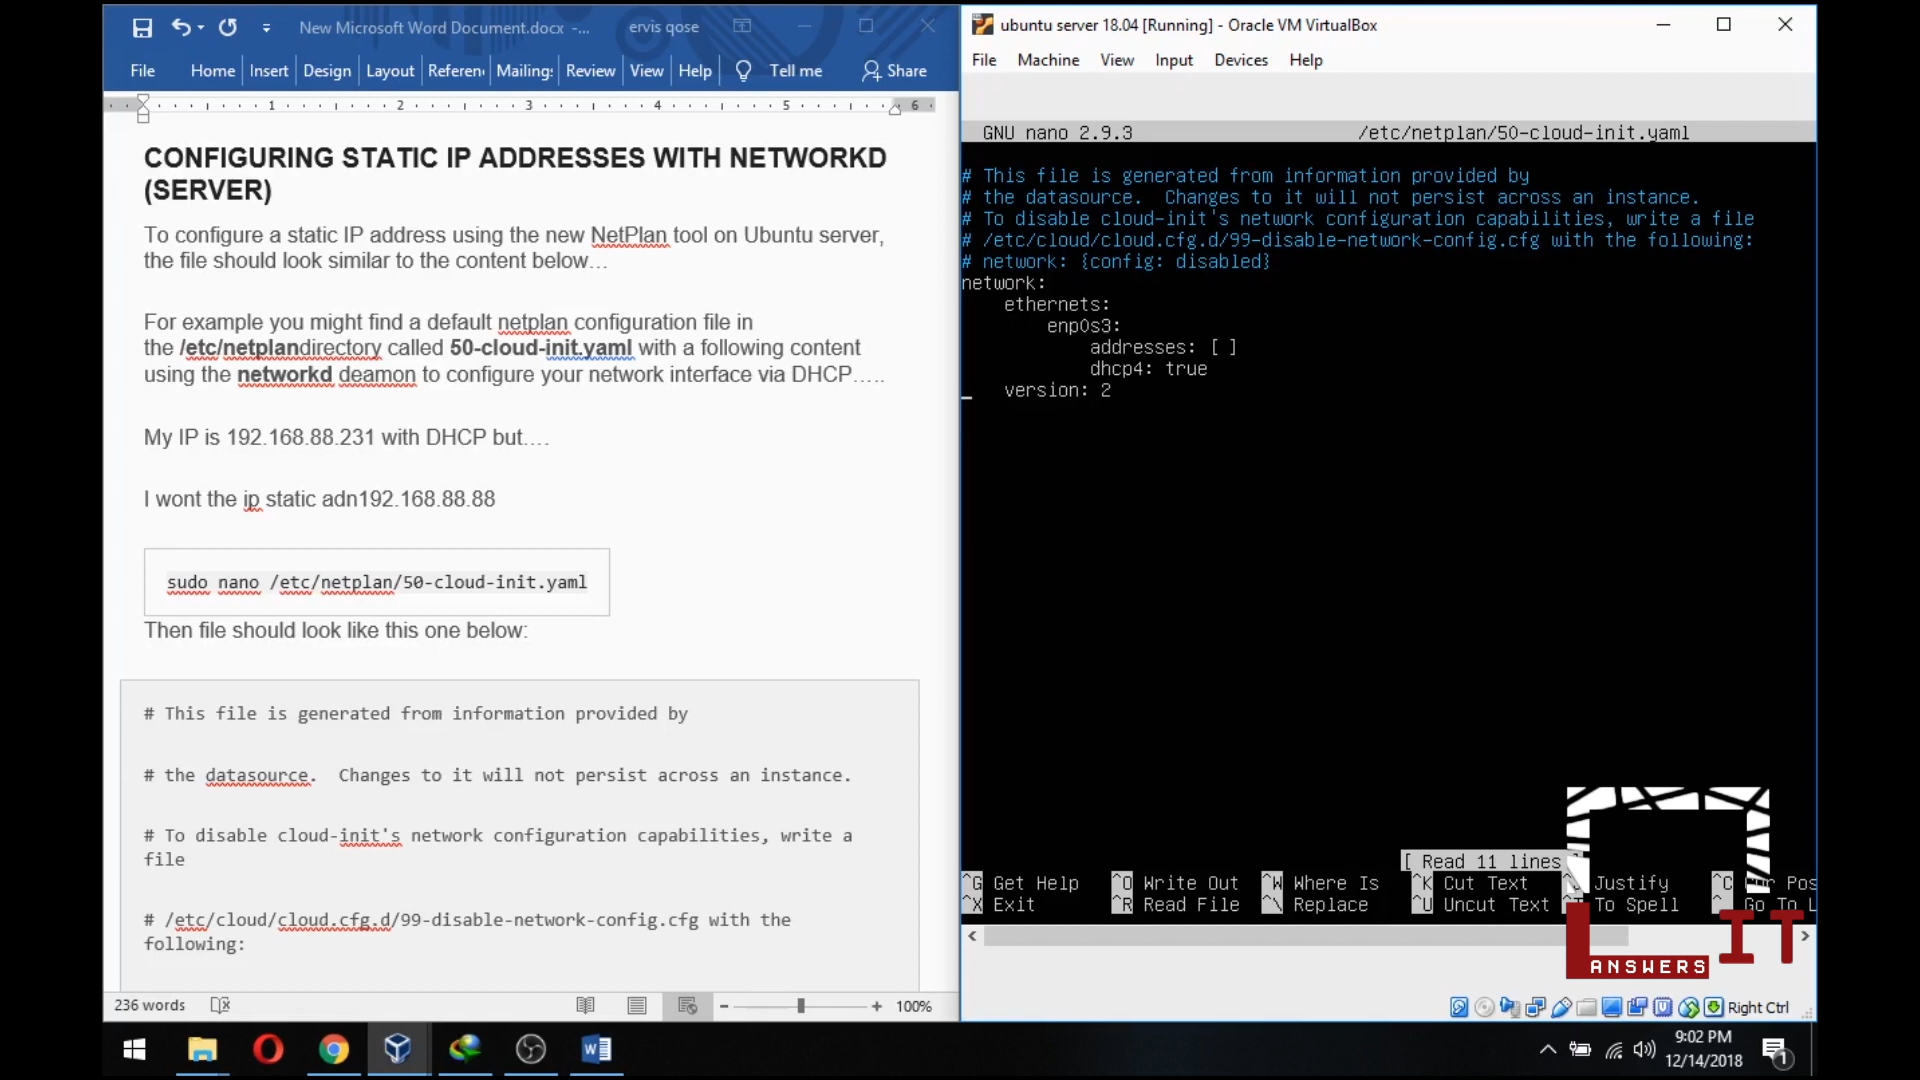 New Microsoft Word Document.docx - ...
ervis qose
File Home Insert Design Layout Referen Mailing: Review View Help Tell me Share
1 2 3 4 5 6
CONFIGURING STATIC IP ADDRESSES WITH NETWORKD
(SERVER)
To configure a static IP address using the new NetPlan tool on Ubuntu server,
the file should look similar to the content below…
For example you might find a default netplan configuration file in
the /etc/netplandirectory called 50-cloud-init.yaml with a following content
using the networkd deamon to configure your network interface via DHCP…..
My IP is 192.168.88.231 with DHCP but….
I wont the ip static adn192.168.88.88
sudo nano /etc/netplan/50-cloud-init.yaml
Then file should look like this one below:
# This file is generated from information provided by
# the datasource.  Changes to it will not persist across an instance.
# To disable cloud-init's network configuration capabilities, write a
file
# /etc/cloud/cloud.cfg.d/99-disable-network-config.cfg with the
following:
236 words
100%
ubuntu server 18.04 [Running] - Oracle VM VirtualBox
File Machine View Input Devices Help
GNU nano 2.9.3 /etc/netplan/50-cloud-init.yaml
# This file is generated from information provided by
# the datasource.  Changes to it will not persist across an instance.
# To disable cloud-init's network configuration capabilities, write a file
# /etc/cloud/cloud.cfg.d/99-disable-network-config.cfg with the following:
# network: {config: disabled}
network:
    ethernets:
        enp0s3:
            addresses: [ ]
            dhcp4: true
    version: 2
[ Read 11 lines
^G Get Help ^O Write Out ^W Where Is ^K Cut Text Justify ^C Pos
^X Exit ^R Read File ^\ Replace ^U Uncut Text To Spell Go To L
IT
ANSWERS
Right Ctrl
9:02 PM
12/14/2018
1